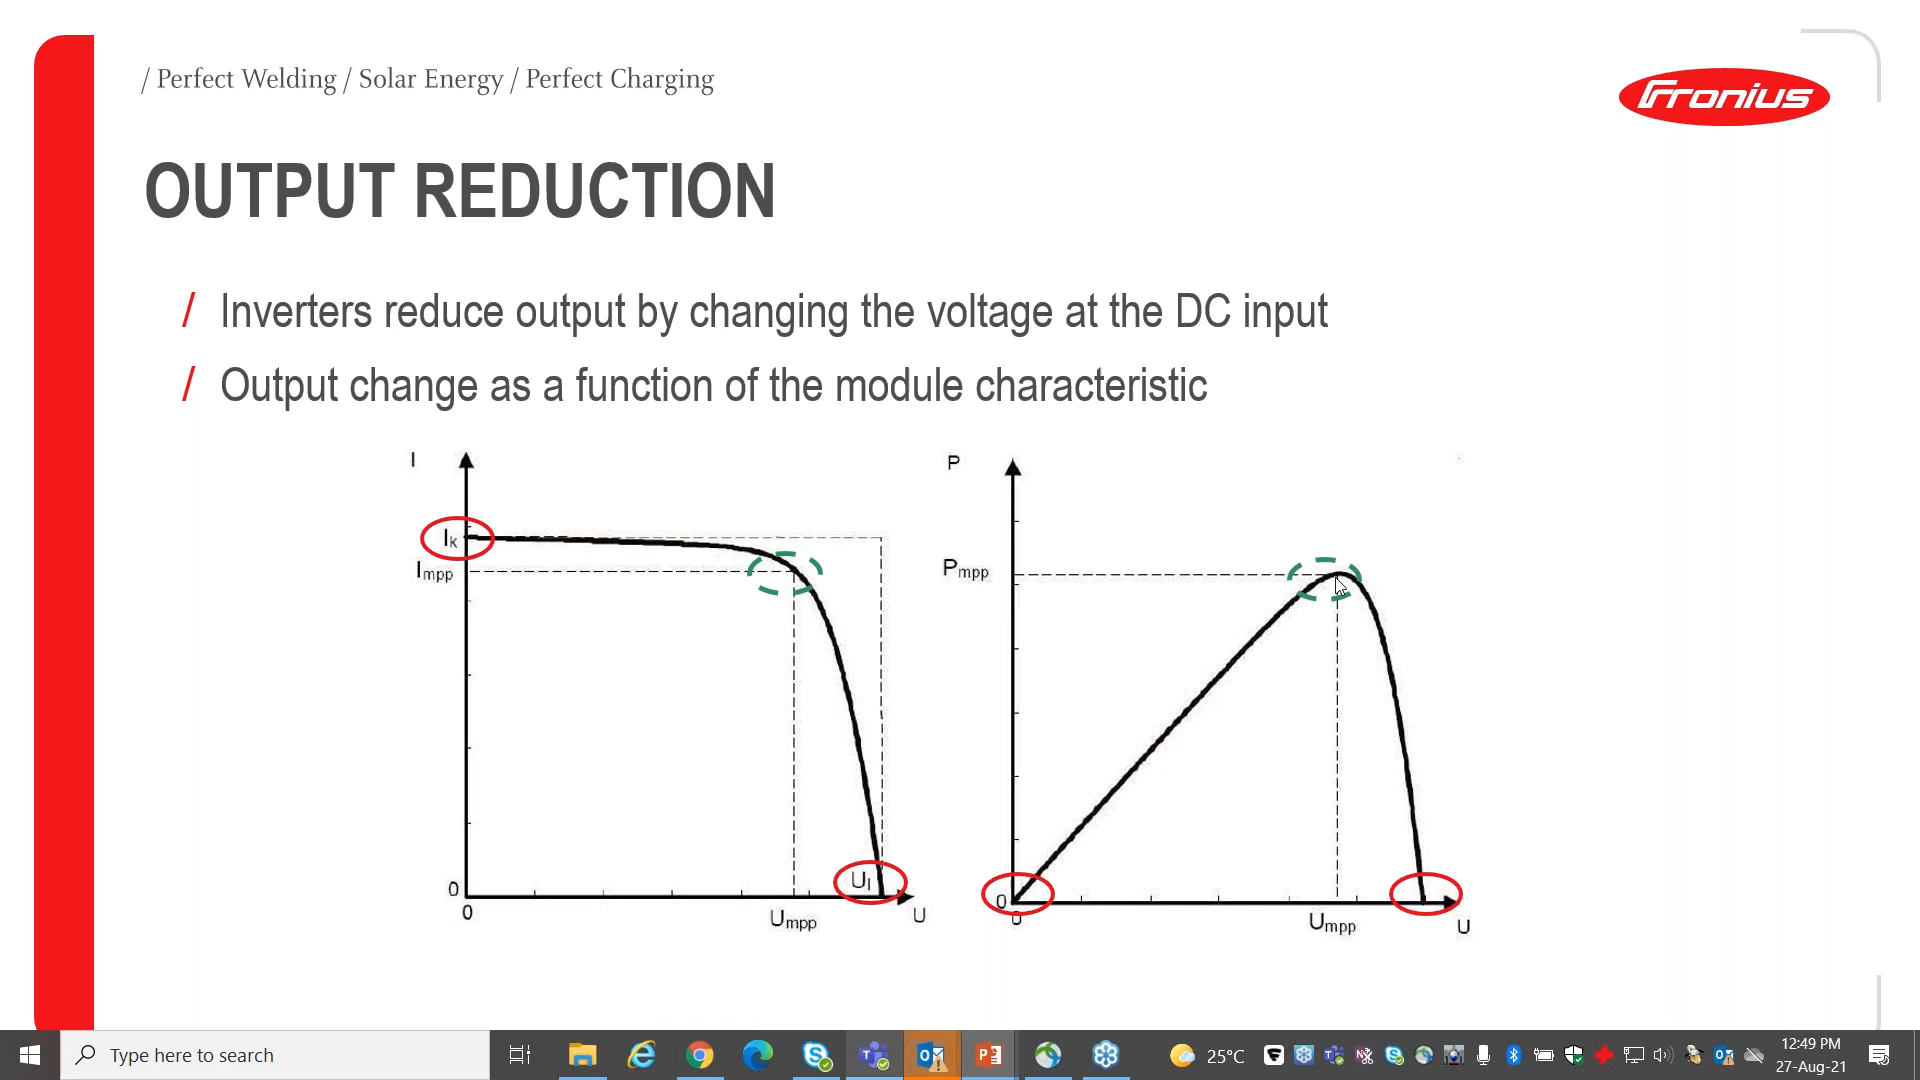 / Perfect Welding / Solar Energy / Perfect Charging
Fronius
OUTPUT REDUCTION
/ Inverters reduce output by changing the voltage at the DC input
/ Output change as a function of the module characteristic
I
Ik
Impp
0
0
Umpp
Ul
U
P
Pmpp
0
0
Umpp
U
Type here to search
25°C
12:49 PM
27-Aug-21